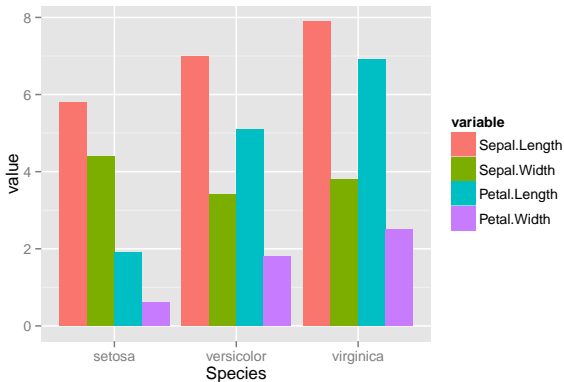 8
6
4
2
0
value
setosa
versicolor
virginica
Species
variable
Sepal.Length
Sepal.Width
Petal.Length
Petal.Width